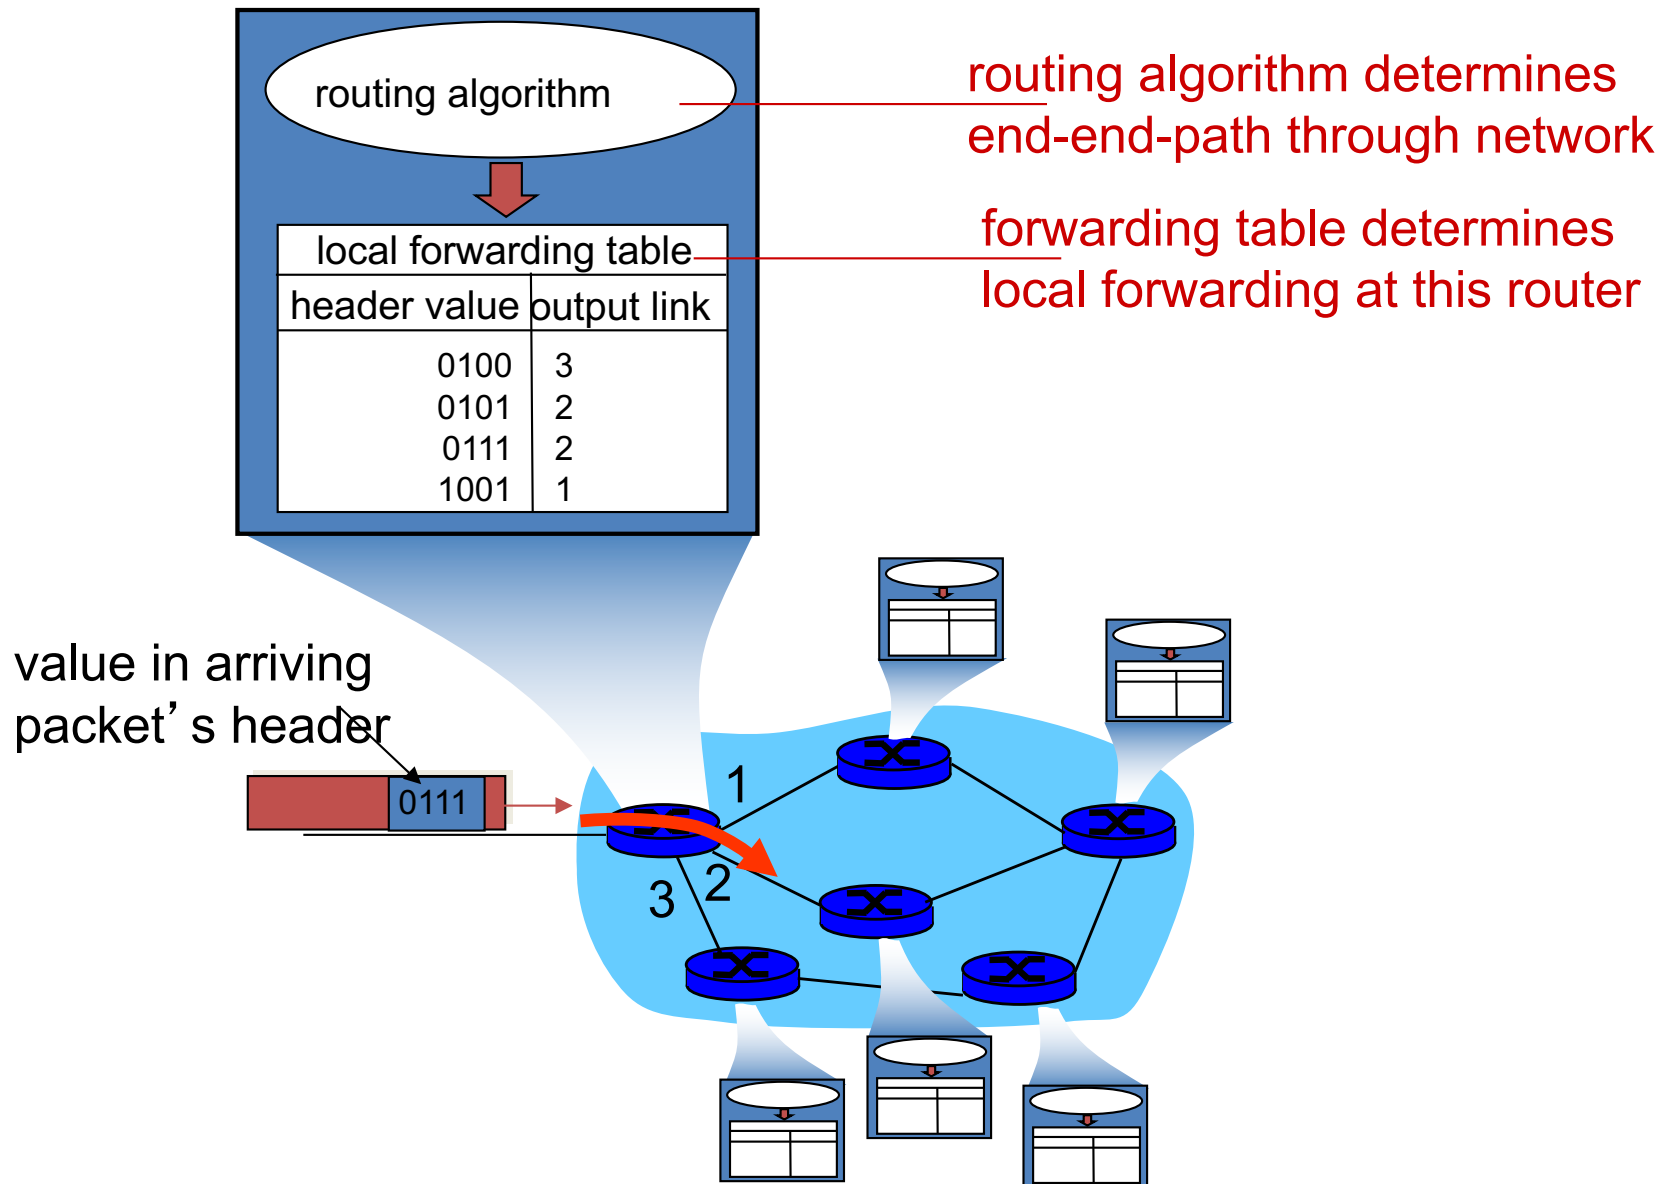 routing algorithm
routing algorithm determines
end-end-path through network
forwarding table determines
local forwarding at this router
local forwarding table
header value output link
0100 3
0101 2
0111 2
1001 1
value in arriving
packet’ s header
0111
1
2
3